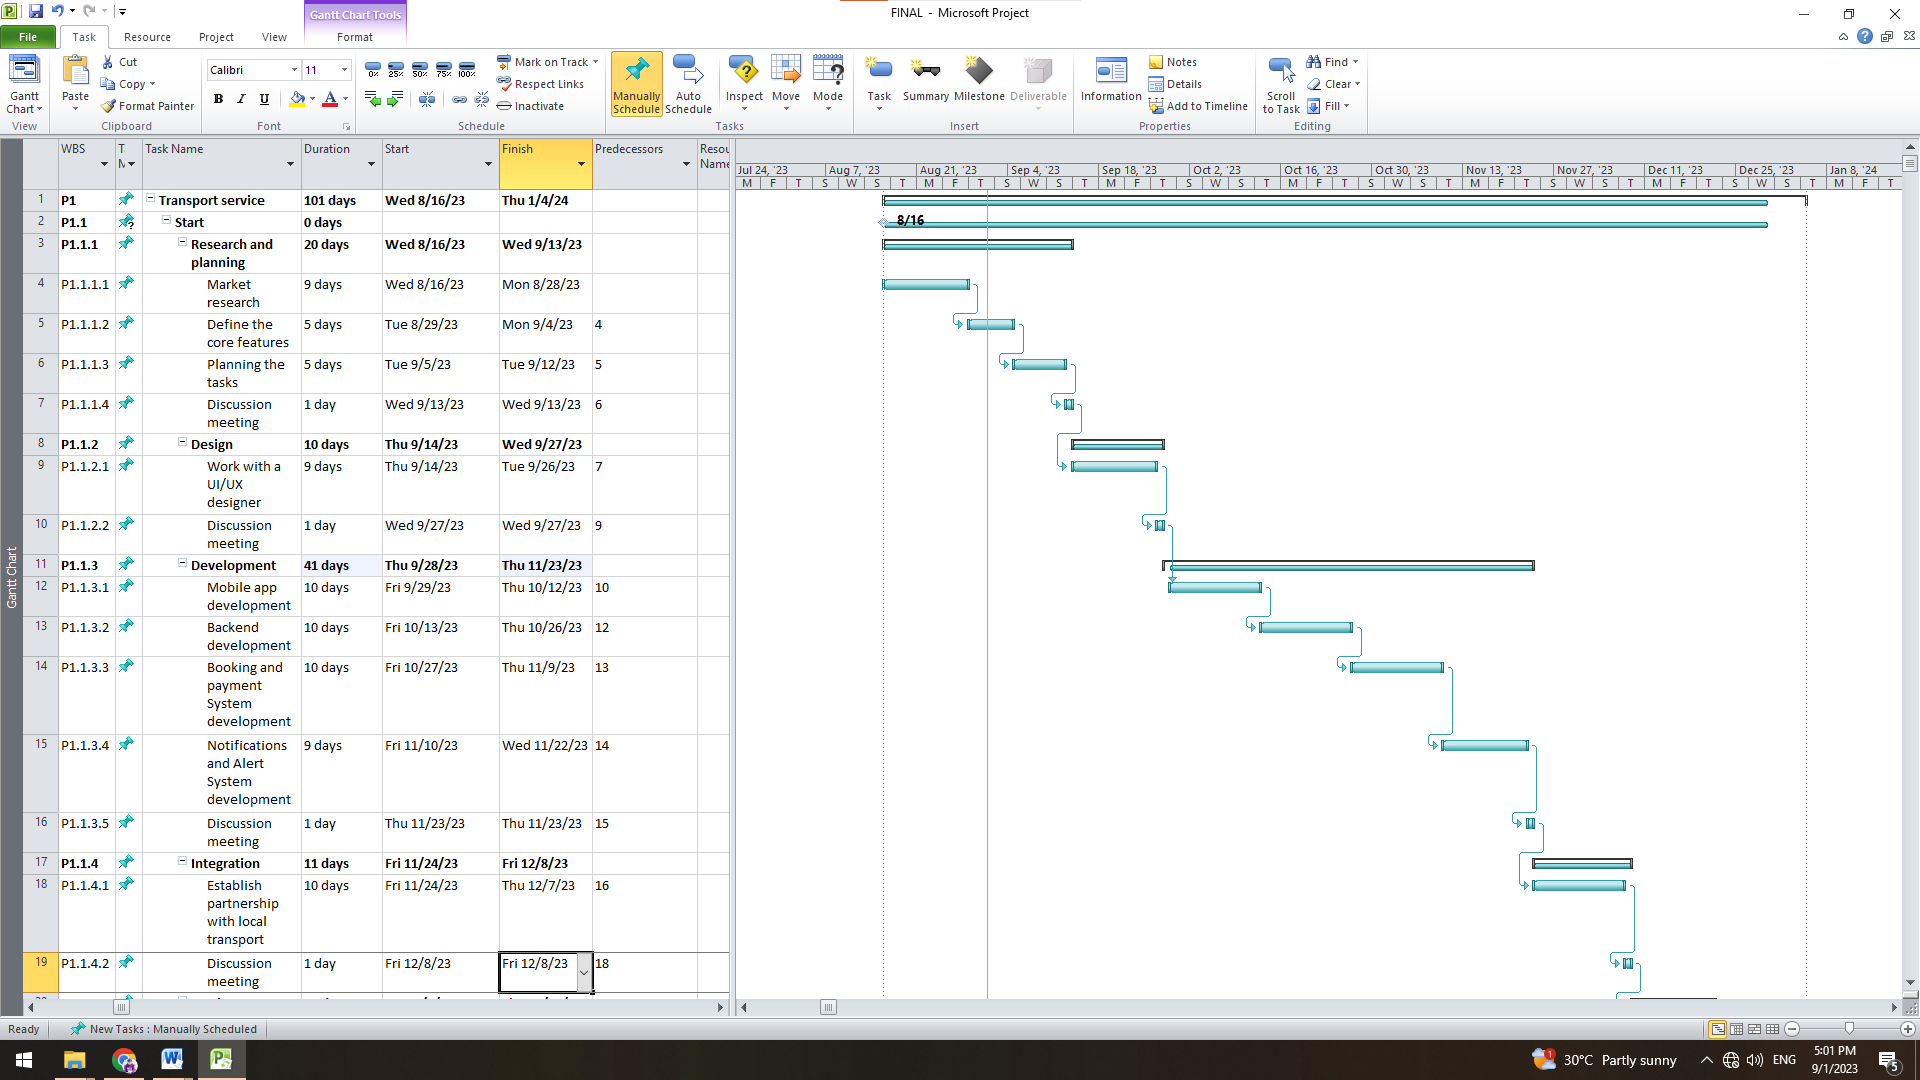 FINAL - Microsoft Project
Gantt Chart Tools
File Task Resource Project View Format
Gantt Chart
View
Paste
Cut
Copy
Format Painter
Clipboard
Calibri 11
B I U A
Font
0% 25% 50% 75% 100%
Mark on Track
Respect Links
Inactivate
Schedule
Manually Schedule
Auto Schedule
Inspect Move Mode
Tasks
Task Summary Milestone Deliverable
Insert
Information
Notes
Details
Add to Timeline
Properties
Scroll to Task
Find
Clear
Fill
Editing
WBS Task Name Duration Start Finish Predecessors
Jul 24, '23 Aug 7, '23 Aug 21, '23 Sep 4, '23 Sep 18, '23 Oct 2, '23 Oct 16, '23 Oct 30, '23 Nov 13, '23 Nov 27, '23 Dec 11, '23 Dec 25, '23 Jan 8, '24
M F T S W S T M F T S W S T M F T S W S T M F T S W S T M F T S W S T M F T S W S T M F T
1 P1 Transport service 101 days Wed 8/16/23 Thu 1/4/24
2 P1.1 Start 0 days
8/16
3 P1.1.1 Research and planning 20 days Wed 8/16/23 Wed 9/13/23
4 P1.1.1.1 Market research 9 days Wed 8/16/23 Mon 8/28/23
5 P1.1.1.2 Define the core features 5 days Tue 8/29/23 Mon 9/4/23 4
6 P1.1.1.3 Planning the tasks 5 days Tue 9/5/23 Tue 9/12/23 5
7 P1.1.1.4 Discussion meeting 1 day Wed 9/13/23 Wed 9/13/23 6
8 P1.1.2 Design 10 days Thu 9/14/23 Wed 9/27/23
9 P1.1.2.1 Work with a UI/UX designer 9 days Thu 9/14/23 Tue 9/26/23 7
10 P1.1.2.2 Discussion meeting 1 day Wed 9/27/23 Wed 9/27/23 9
11 P1.1.3 Development 41 days Thu 9/28/23 Thu 11/23/23
12 P1.1.3.1 Mobile app development 10 days Fri 9/29/23 Thu 10/12/23 10
13 P1.1.3.2 Backend development 10 days Fri 10/13/23 Thu 10/26/23 12
14 P1.1.3.3 Booking and payment System development 10 days Fri 10/27/23 Thu 11/9/23 13
15 P1.1.3.4 Notifications and Alert System development 9 days Fri 11/10/23 Wed 11/22/23 14
16 P1.1.3.5 Discussion meeting 1 day Thu 11/23/23 Thu 11/23/23 15
17 P1.1.4 Integration 11 days Fri 11/24/23 Fri 12/8/23
18 P1.1.4.1 Establish partnership with local transport 10 days Fri 11/24/23 Thu 12/7/23 16
19 P1.1.4.2 Discussion meeting 1 day Fri 12/8/23 Fri 12/8/23 18
Gantt Chart
Ready New Tasks : Manually Scheduled
30°C Partly sunny
ENG
5:01 PM
9/1/2023
5